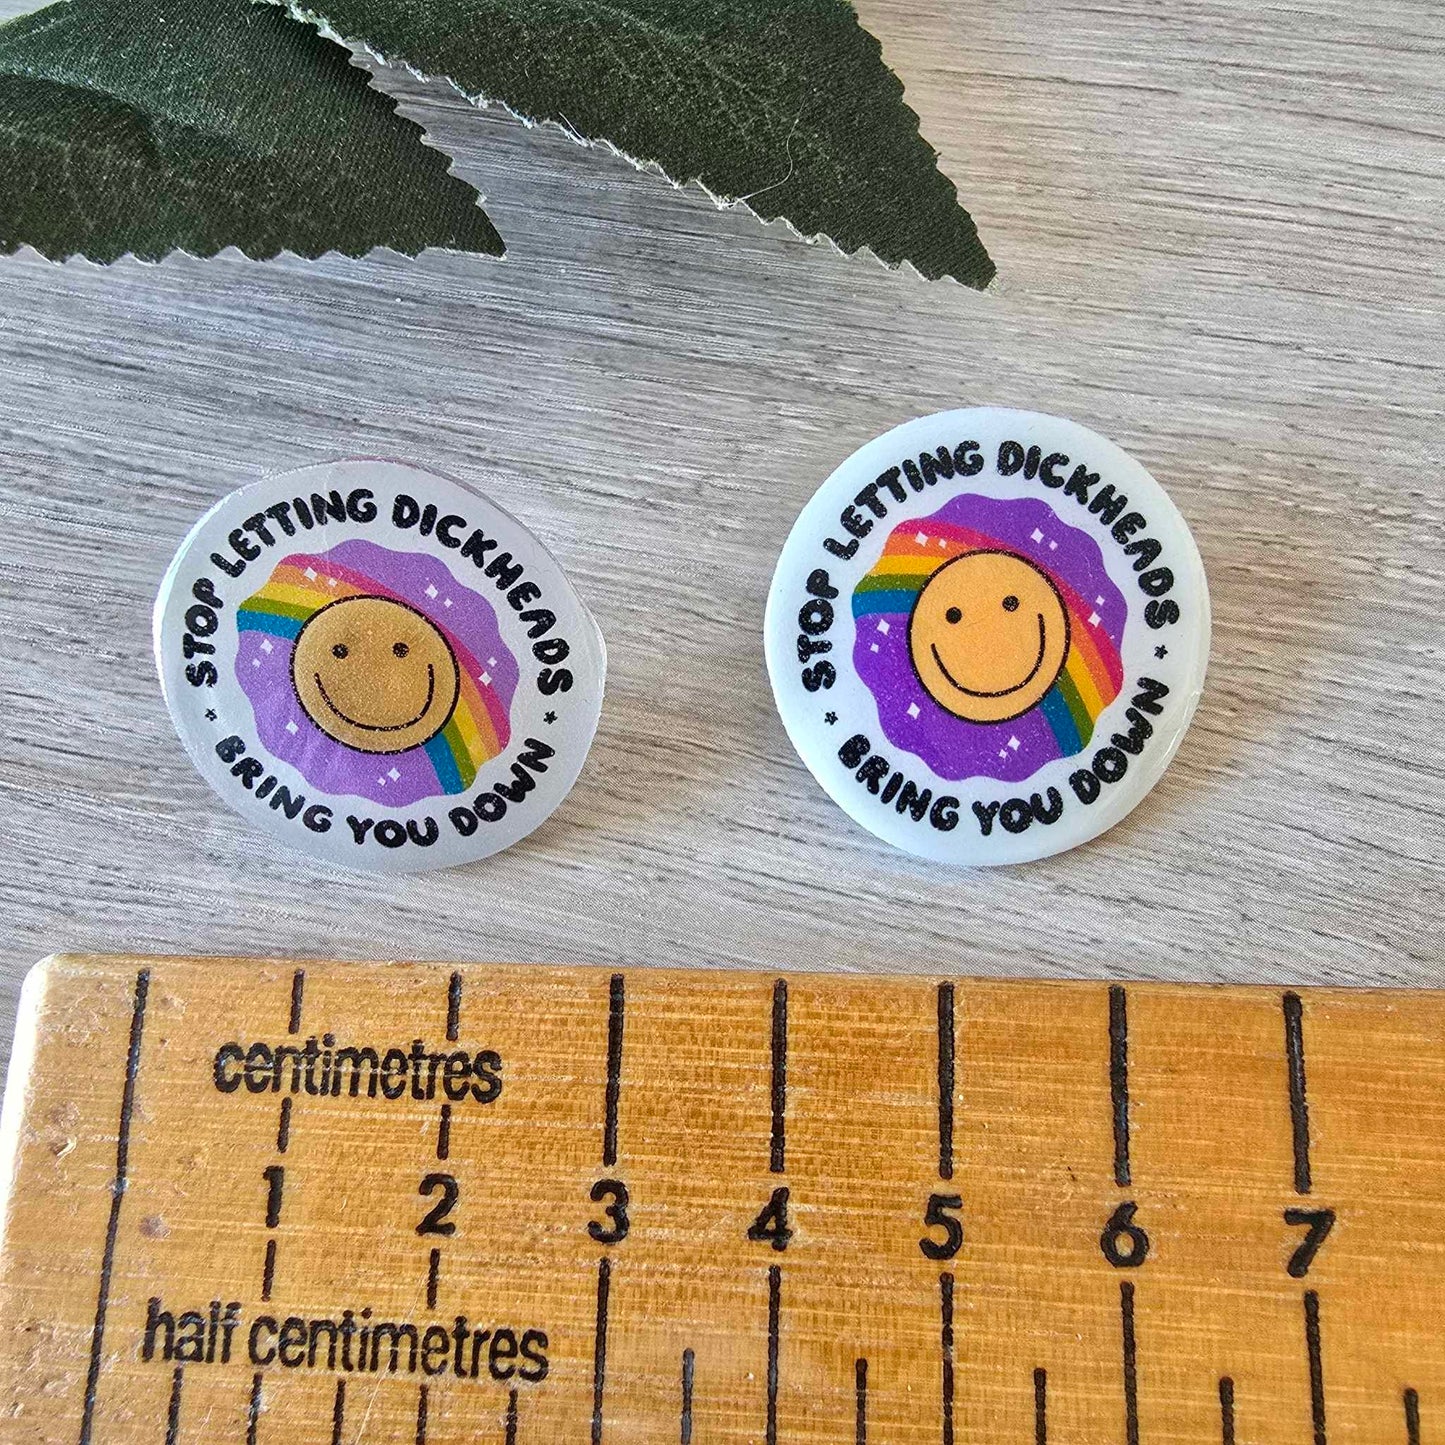 STOP LETTING DICKHEADS
BRING YOU DOWN
STOP LETTING DICKHEADS
BRING YOU DOWN
centimetres
1 2 3 4 5 6 7
half centimetres